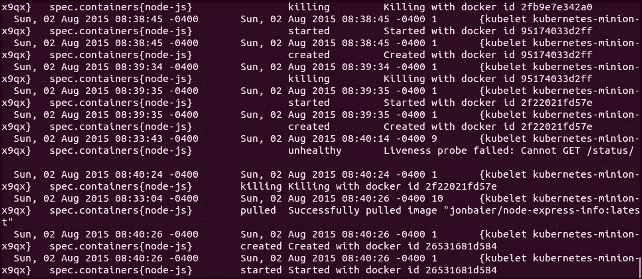 x9qx}   spec.containers{node-js}                killing     Killing with docker id 2fb9e7e342a0
  Sun, 02 Aug 2015 08:38:45 -0400       Sun, 02 Aug 2015 08:38:45 -0400 1       {kubelet kubernetes-minion-
x9qx}   spec.containers{node-js}                started     Started with docker id 95174033d2ff
  Sun, 02 Aug 2015 08:38:45 -0400       Sun, 02 Aug 2015 08:38:45 -0400 1       {kubelet kubernetes-minion-
x9qx}   spec.containers{node-js}                created     Created with docker id 95174033d2ff
  Sun, 02 Aug 2015 08:39:34 -0400       Sun, 02 Aug 2015 08:39:34 -0400 1       {kubelet kubernetes-minion-
x9qx}   spec.containers{node-js}                killing     Killing with docker id 95174033d2ff
  Sun, 02 Aug 2015 08:39:35 -0400       Sun, 02 Aug 2015 08:39:35 -0400 1       {kubelet kubernetes-minion-
x9qx}   spec.containers{node-js}                started     Started with docker id 2f22021fd57e
  Sun, 02 Aug 2015 08:39:35 -0400       Sun, 02 Aug 2015 08:39:35 -0400 1       {kubelet kubernetes-minion-
x9qx}   spec.containers{node-js}                created     Created with docker id 2f22021fd57e
  Sun, 02 Aug 2015 08:33:43 -0400       Sun, 02 Aug 2015 08:40:14 -0400 9       {kubelet kubernetes-minion-
x9qx}   spec.containers{node-js}                unhealthy   Liveness probe failed: Cannot GET /status/
  Sun, 02 Aug 2015 08:40:24 -0400       Sun, 02 Aug 2015 08:40:24 -0400 1       {kubelet kubernetes-minion-
x9qx}   spec.containers{node-js}        killing Killing with docker id 2f22021fd57e
  Sun, 02 Aug 2015 08:33:04 -0400       Sun, 02 Aug 2015 08:40:26 -0400 10      {kubelet kubernetes-minion-
x9qx}   spec.containers{node-js}        pulled  Successfully pulled image "jonbaier/node-express-info:lates
t"
  Sun, 02 Aug 2015 08:40:26 -0400       Sun, 02 Aug 2015 08:40:26 -0400 1       {kubelet kubernetes-minion-
x9qx}   spec.containers{node-js}        created Created with docker id 26531681d584
  Sun, 02 Aug 2015 08:40:26 -0400       Sun, 02 Aug 2015 08:40:26 -0400 1       {kubelet kubernetes-minion-
x9qx}   spec.containers{node-js}        started Started with docker id 26531681d584